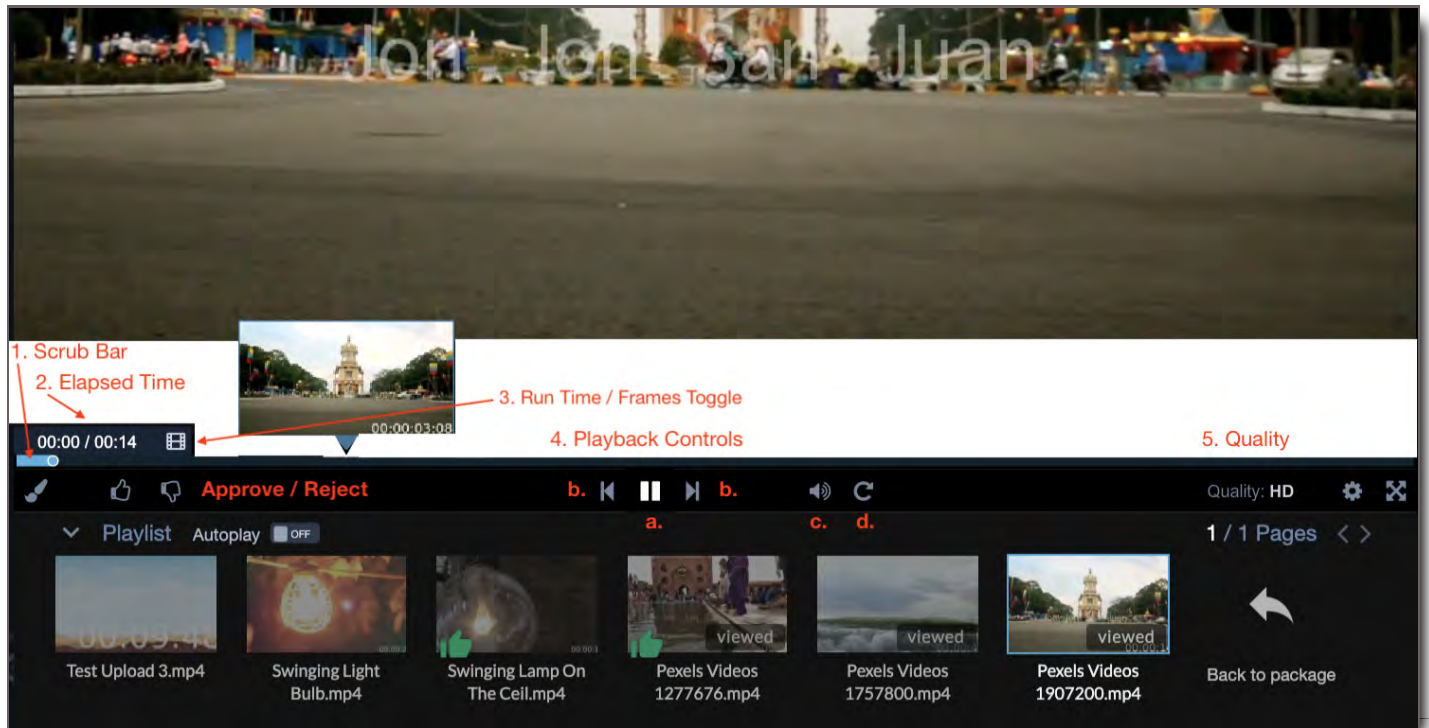 Jon Jon San Juan
1. Scrub Bar
2. Elapsed Time
3. Run Time / Frames Toggle
00:00:03:08
00:00 / 00:14
4. Playback Controls
5. Quality
Approve / Reject
b.
b.
Quality: HD
a.
c.
d.
Playlist Autoplay OFF
1 / 1 Pages
viewed
viewed
viewed
Test Upload 3.mp4
Swinging Light
Bulb.mp4
Swinging Lamp On
The Ceil.mp4
Pexels Videos
1277676.mp4
Pexels Videos
1757800.mp4
Pexels Videos
1907200.mp4
Back to package